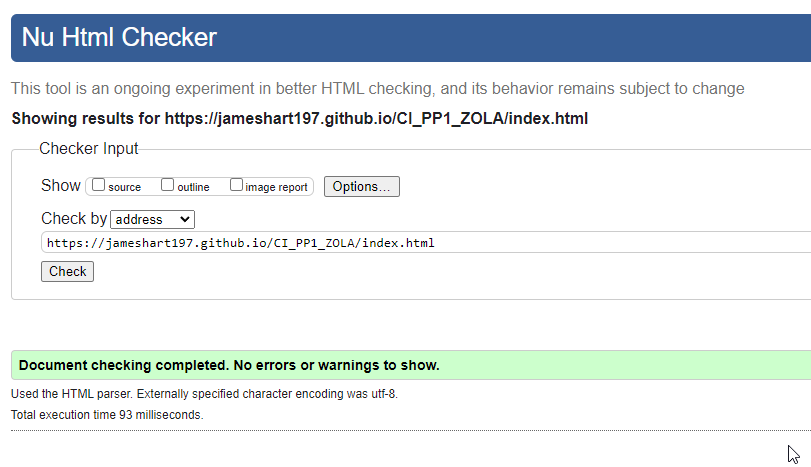 Nu Html Checker
This tool is an ongoing experiment in better HTML checking, and its behavior remains subject to change
Showing results for https://jameshart197.github.io/CI_PP1_ZOLA/index.html
Checker Input
Show source outline image report Options...
Check by address
https://jameshart197.github.io/CI_PP1_ZOLA/index.html
Check
Document checking completed. No errors or warnings to show.
Used the HTML parser. Externally specified character encoding was utf-8.
Total execution time 93 milliseconds.